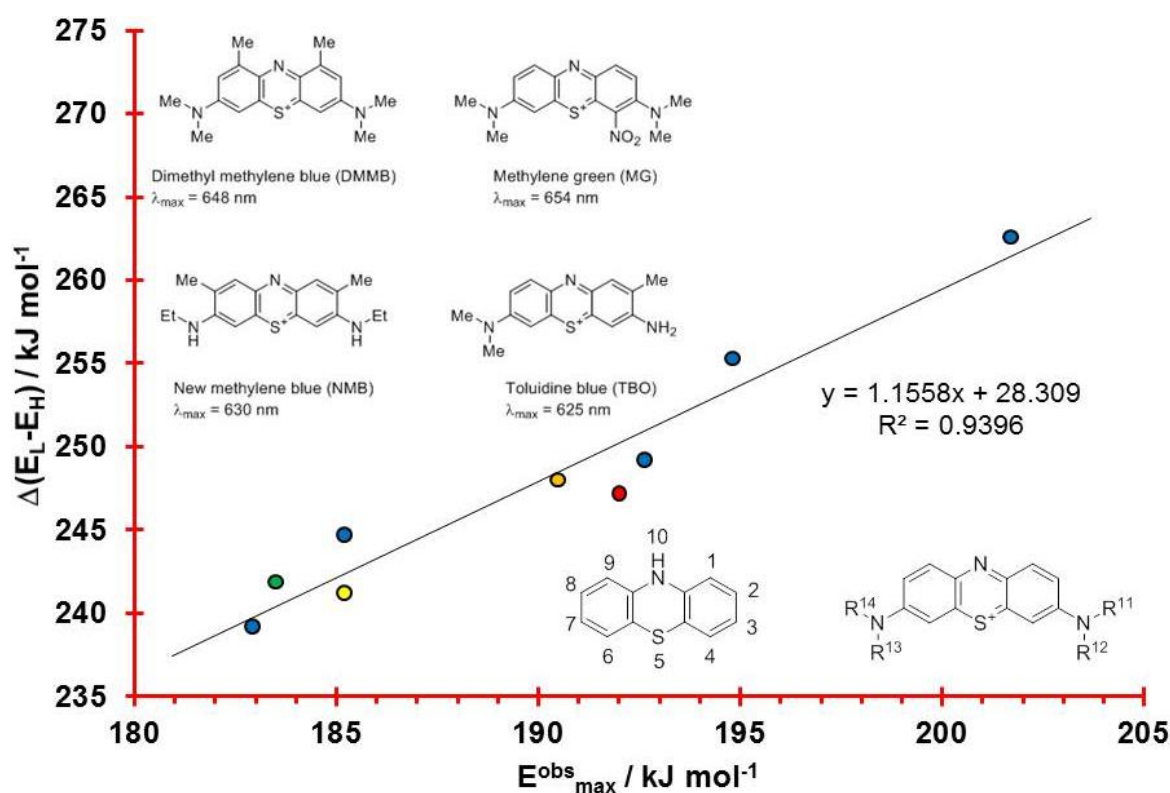 275
270
265
260
255
250
245
240
235
180
185
190
195
200
205
Δ(E_L-E_H) / kJ mol⁻¹
E^obs_max / kJ mol⁻¹
Me
Me
N
Me
N
Me
N
Me
Me
S⁺
Dimethyl methylene blue (DMMB)
λmax = 648 nm
N
Me
N
Me
N
Me
Me
S⁺
NO₂
Methylene green (MG)
λmax = 654 nm
Me
N
Me
Et
N
H
S⁺
N
H
Et
New methylene blue (NMB)
λmax = 630 nm
N
Me
Me
N
Me
S⁺
NH₂
Toluidine blue (TBO)
λmax = 625 nm
y = 1.1558x + 28.309
R² = 0.9396
10
H
N
9
1
8
2
7
3
S
6
5
4
N
R¹⁴
N
R¹³
S⁺
N
R¹¹
R¹²